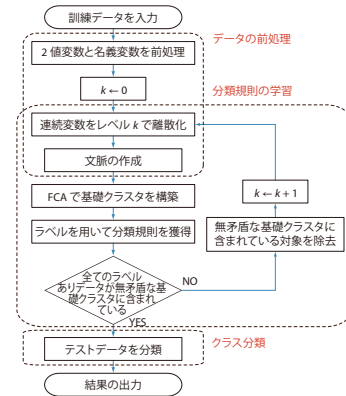 訓練データを入力
データの前処理
2値変数と名義変数を前処理
k ← 0
分類規則の学習
連続変数をレベル k で離散化
文脈の作成
k ← k + 1
FCA で基礎クラスタを構築
ラベルを用いて分類規則を獲得
無矛盾な基礎クラスタに
含まれている対象を除去
全てのラベル
ありデータが無矛盾な基
礎クラスタに含まれ
ている
NO
YES
クラス分類
テストデータを分類
結果の出力